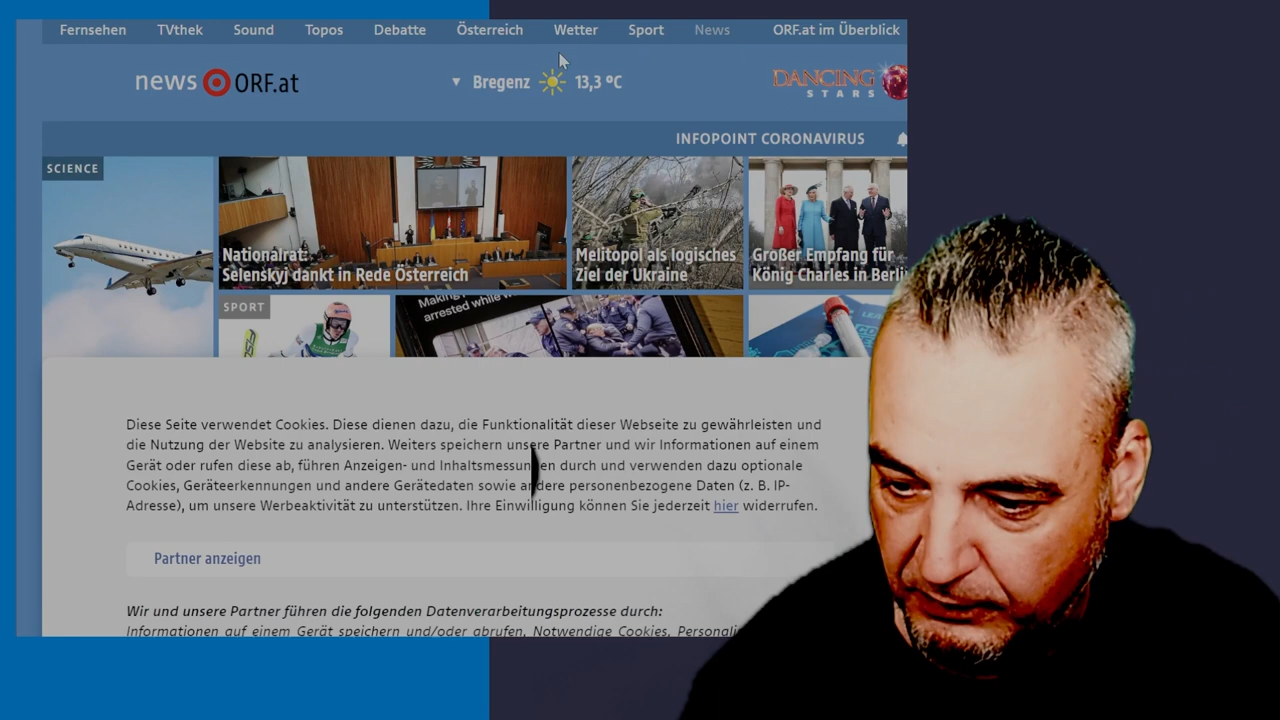 Fernsehen TVthek Sound Topos Debatte Österreich Wetter Sport News ORF.at im Überblick
news ORF.at
▼ Bregenz 13,3 ºC
DANCING
STARS
INFOPOINT CORONAVIRUS
SCIENCE
Nationalrat:
Selenskyj dankt in Rede Österreich
Melitopol als logisches
Ziel der Ukraine
Großer Empfang für
König Charles in
SPORT
Making
arrested while
Diese Seite verwendet Cookies. Diese dienen dazu, die Funktionalität dieser Webseite zu gewährleisten und
die Nutzung der Website zu analysieren. Weiters speichern unsere Partner und wir Informationen auf einem
Gerät oder rufen diese ab, führen Anzeigen- und Inhaltsmessungen durch und verwenden dazu optionale
Cookies, Geräteerkennungen und andere Gerätedaten sowie andere personenbezogene Daten (z. B. IP-
Adresse), um unsere Werbeaktivität zu unterstützen. Ihre Einwilligung können Sie jederzeit hier widerrufen.
Partner anzeigen
Wir und unsere Partner führen die folgenden Datenverarbeitungsprozesse durch:
Informationen auf einem Gerät speichern und/oder abrufen, Notwendige Cookies,